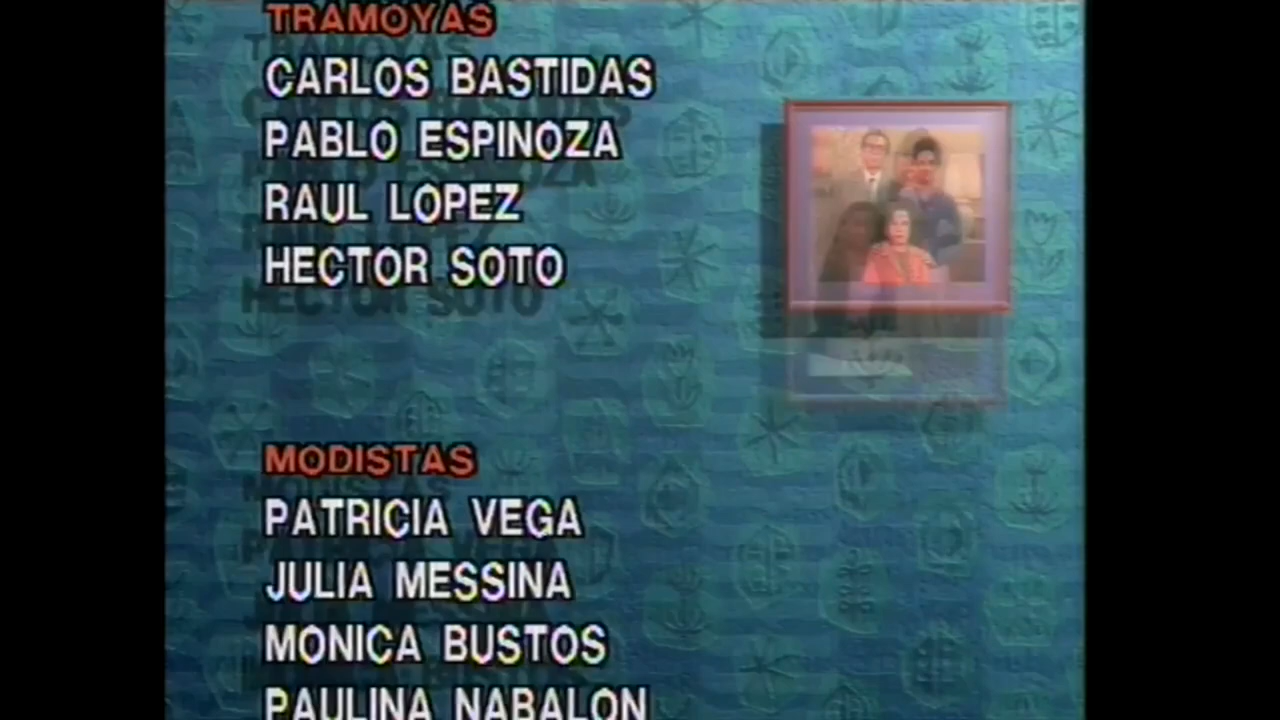 TRAMOYAS
CARLOS BASTIDAS
PABLO ESPINOZA
RAUL LOPEZ
HECTOR SOTO
MODISTAS
PATRICIA VEGA
JULIA MESSINA
MONICA BUSTOS
PAULINA NABALON